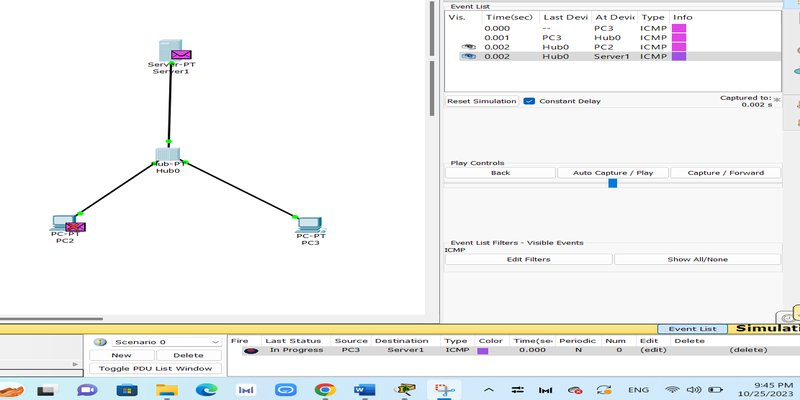 Event List
Vis. Time(sec) Last Devi At Devic Type Info
0.000 -- PC3 ICMP
0.001 PC3 Hub0 ICMP
0.002 Hub0 PC2 ICMP
0.002 Hub0 Server1 ICMP
Reset Simulation Constant Delay Captured to:
0.002 s
Play Controls
Back Auto Capture / Play Capture / Forward
Event List Filters - Visible Events
ICMP
Edit Filters Show All/None
Server-PT
Server1
Hub-PT
Hub0
PC-PT
PC2
PC-PT
PC3
Event List Simulati
Scenario 0
New Delete
Toggle PDU List Window
Fire Last Status Source Destination Type Color Time(sec Periodic Num Edit Delete
In Progress PC3 Server1 ICMP 0.000 N 0 (edit) (delete)
ENG
9:45 PM
10/25/2023